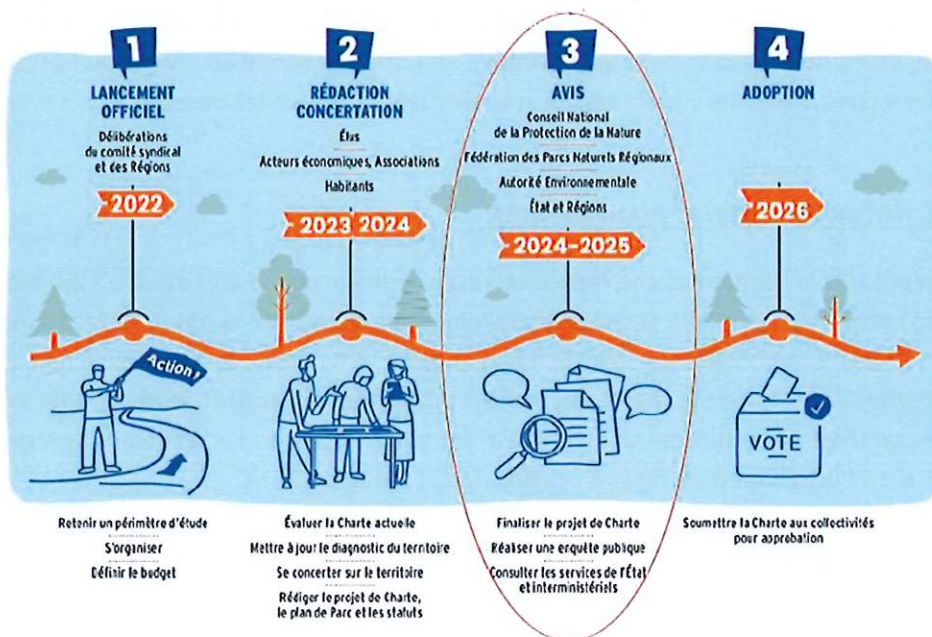 1
LANCEMENT
OFFICIEL
Délibérations
du comité syndical
et des Régions
2022
Action !
Retenir un périmètre d'étude
S'organiser
Définir le budget
2
RÉDACTION
CONCERTATION
Élus
Acteurs économiques, Associations
Habitants
2023 2024
Évaluer la Charte actuelle
Mettre à jour le diagnostic du territoire
Se concerter sur le territoire
Rédiger le projet de Charte,
le plan de Parc et les statuts
3
AVIS
Conseil National
de la Protection de la Nature
Fédération des Parcs Naturels Régionaux
Autorité Environnementale
État et Régions
2024-2025
Finaliser le projet de Charte
Réaliser une enquête publique
Consulter les services de l'État
et interministériels
4
ADOPTION
2026
VOTE
Soumettre la Charte aux collectivités
pour approbation